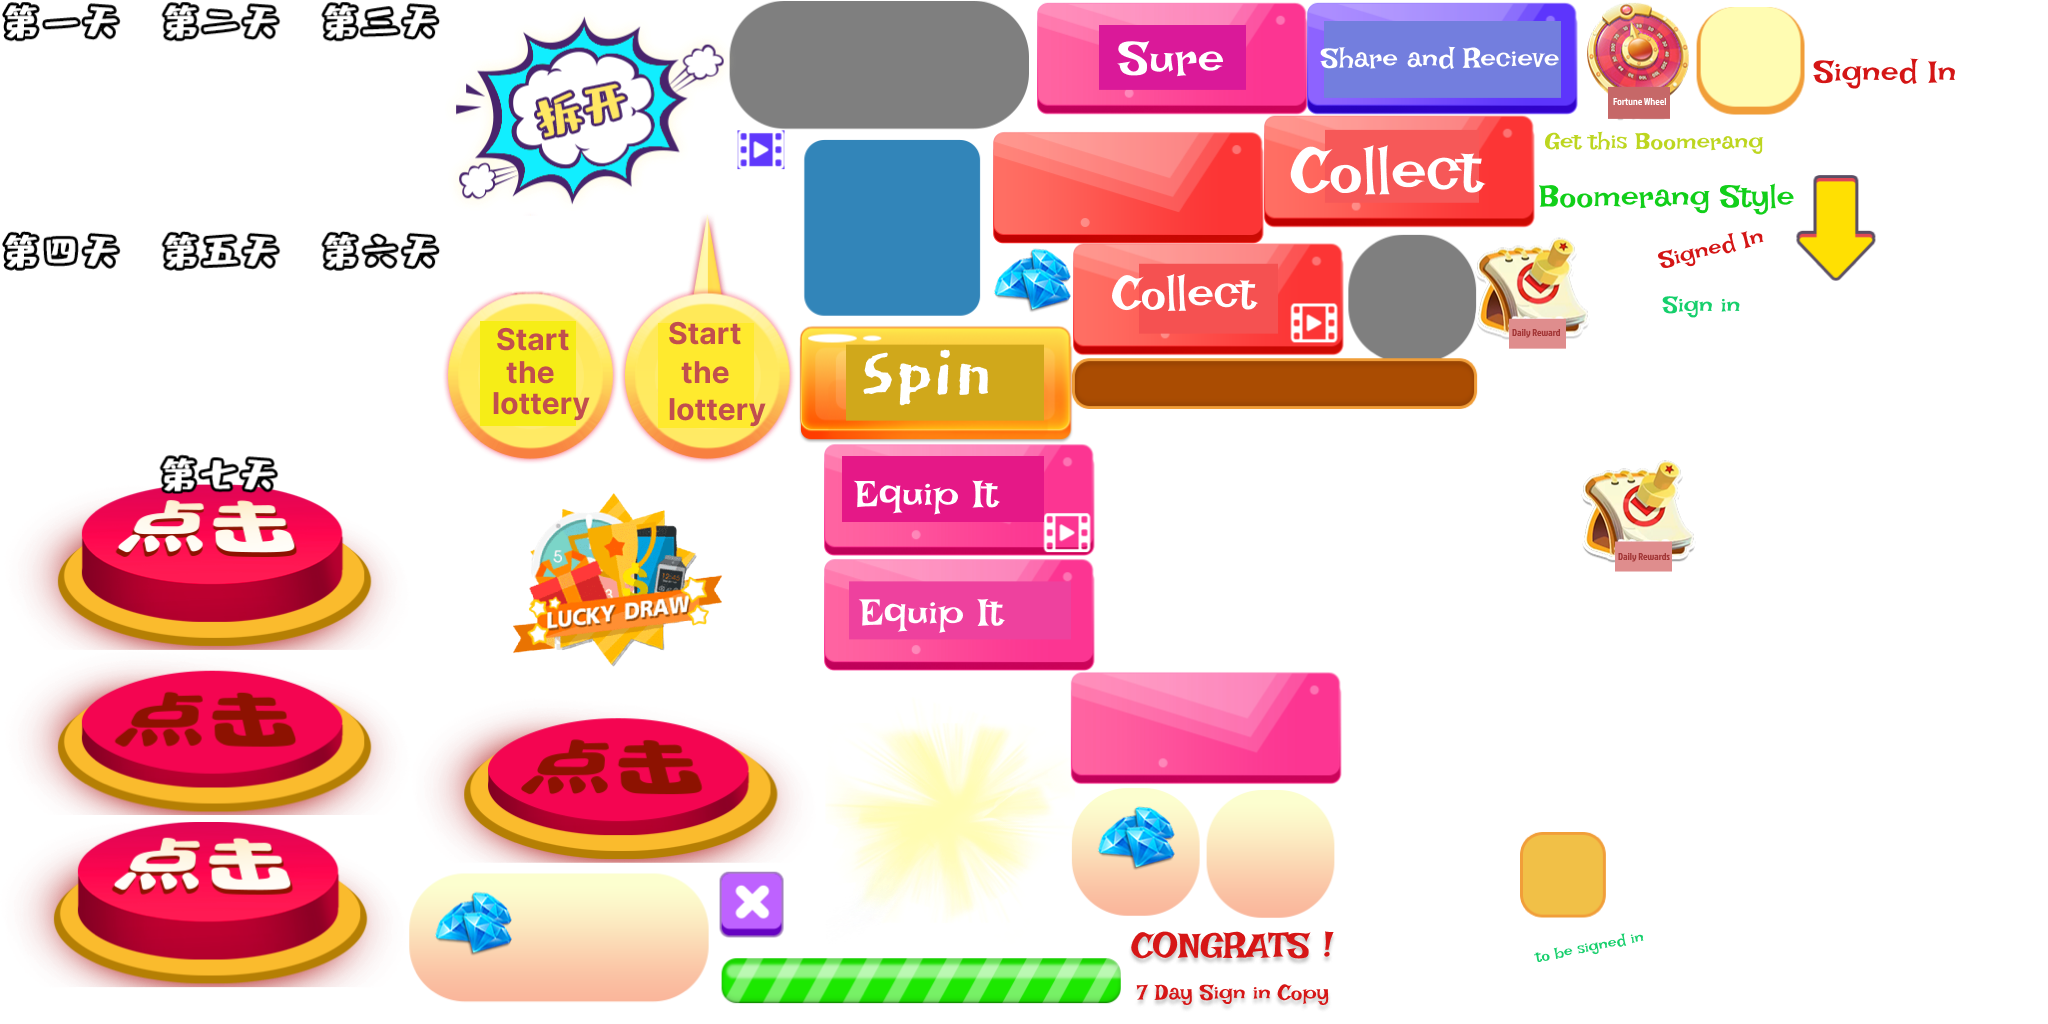 第一天
第二天
第三天
拆开
Sure
Share and Recieve
Fortune Wheel
Signed In
Get this Boomerang
Collect
Boomerang Style
第四天
第五天
第六天
Signed In
Sign in
Collect
Daily Reward
Start
the
lottery
Start
the
lottery
Spin
第七天
点击
Equip It
Daily Rewards
5
3
12:45
LUCKY DRAW
Equip It
点击
点击
点击
CONGRATS !
to be signed in
7 Day Sign in Copy